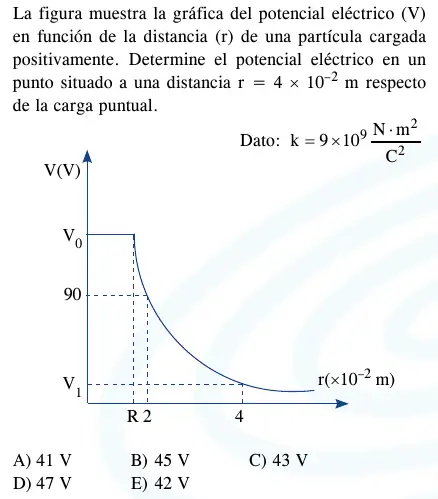 La figura muestra la gráfica del potencial eléctrico (V)
en función de la distancia (r) de una partícula cargada
positivamente. Determine el potencial eléctrico en un
punto situado a una distancia r = 4 × 10⁻² m respecto
de la carga puntual.
Dato: k = 9×10⁹ N·m²/C²
V(V)
V₀
90
V₁
r(×10⁻² m)
R 2 4
A) 41 V B) 45 V C) 43 V
D) 47 V E) 42 V